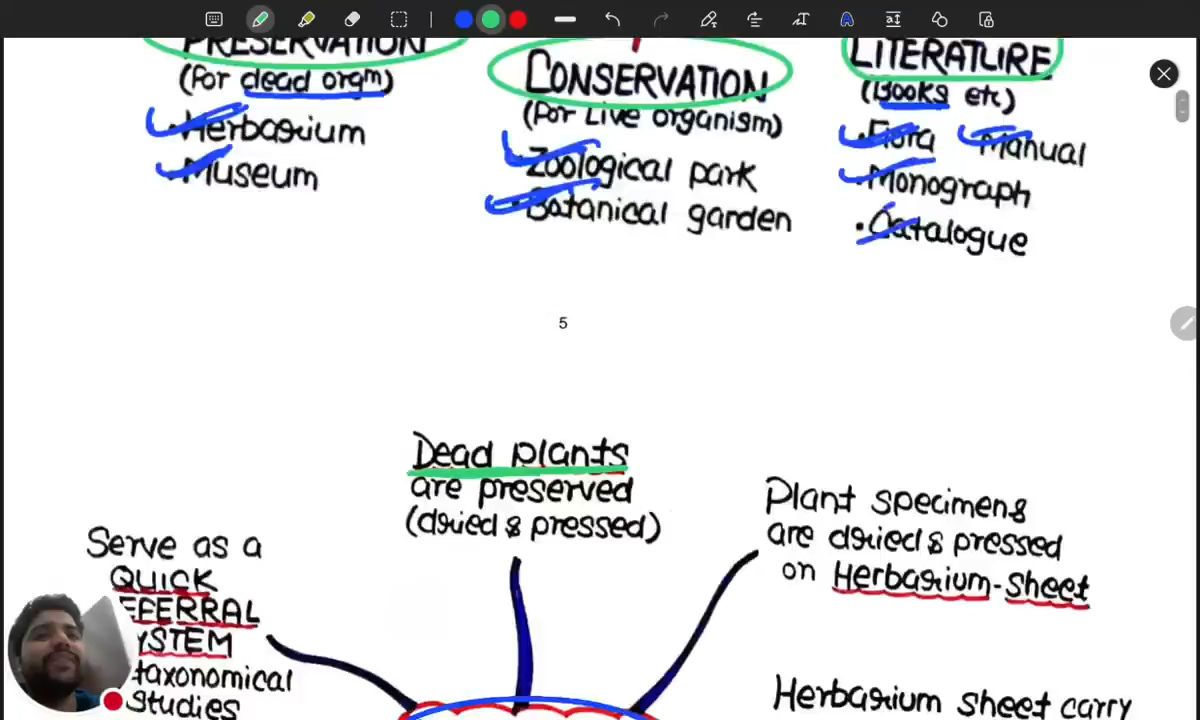 PRESERVATION
(For dead orgm)
• Herbarium
• Museum
CONSERVATION
(For Live organism)
• Zoological park
• Botanical garden
LITERATURE
(Books etc)
• Flora • Manual
• Monograph
• Catalogue
5
Dead plants
are preserved
(dried & pressed)
Plant specimens
are dried & pressed
on Herbarium-sheet
Serve as a
QUICK
REFERRAL
SYSTEM
taxonomical
studies
Herbarium sheet carry